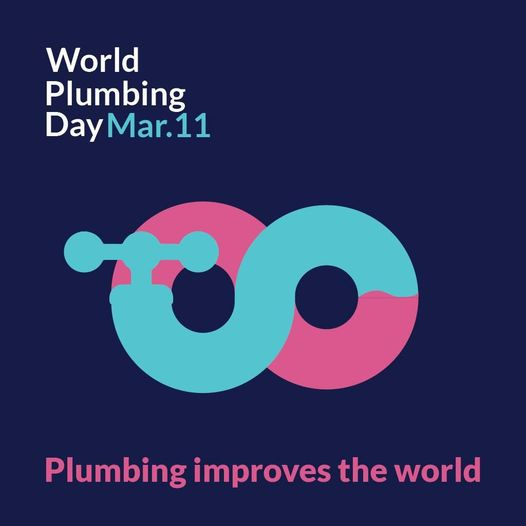 World
Plumbing
Day Mar.11
Plumbing improves the world